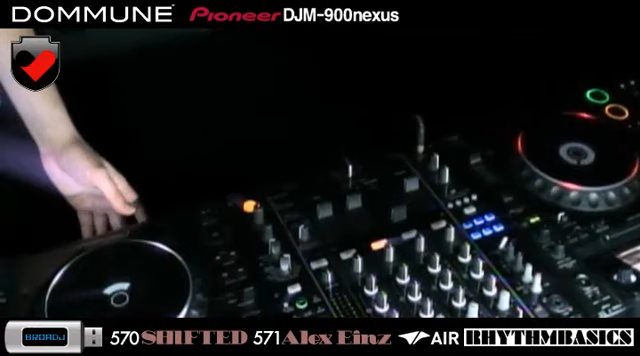 DOMMUNE Pioneer DJM-900nexus
BROADJ 570 SHIFTED 571 Alex Einz AIR RHYTHMBASICS